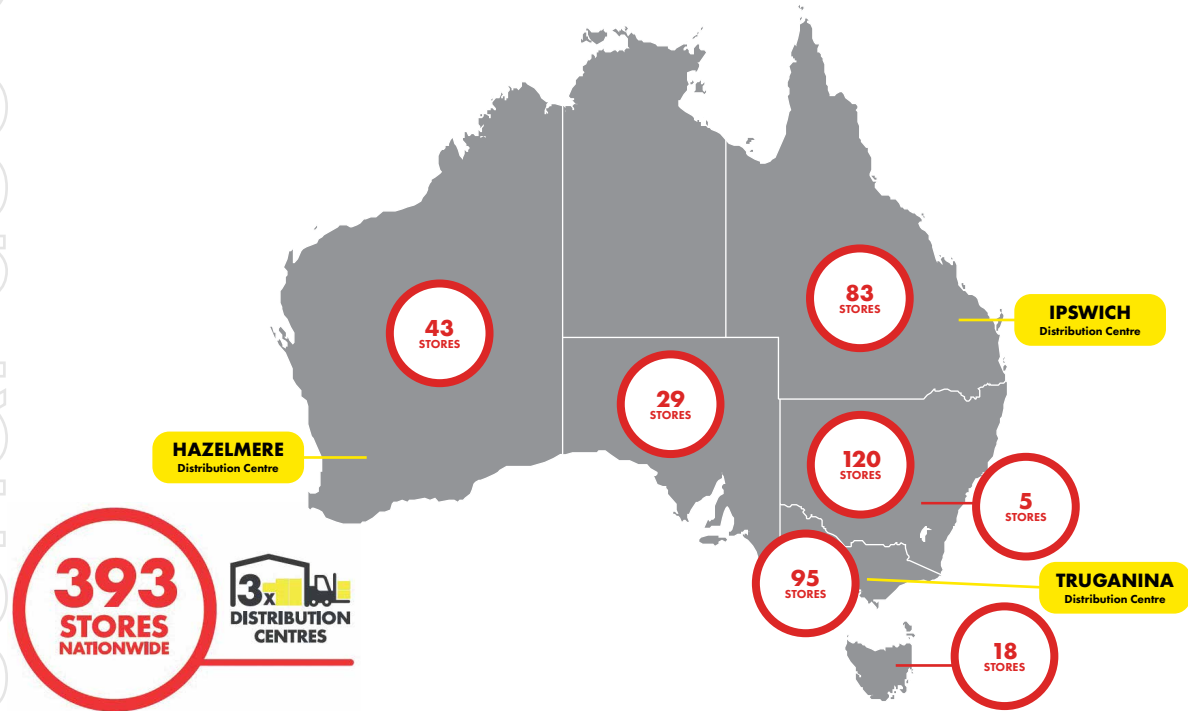 83
STORES
IPSWICH
Distribution Centre
43
STORES
29
STORES
HAZELMERE
Distribution Centre
120
STORES
5
STORES
95
STORES
TRUGANINA
Distribution Centre
18
STORES
393
STORES
NATIONWIDE
3x
DISTRIBUTION
CENTRES